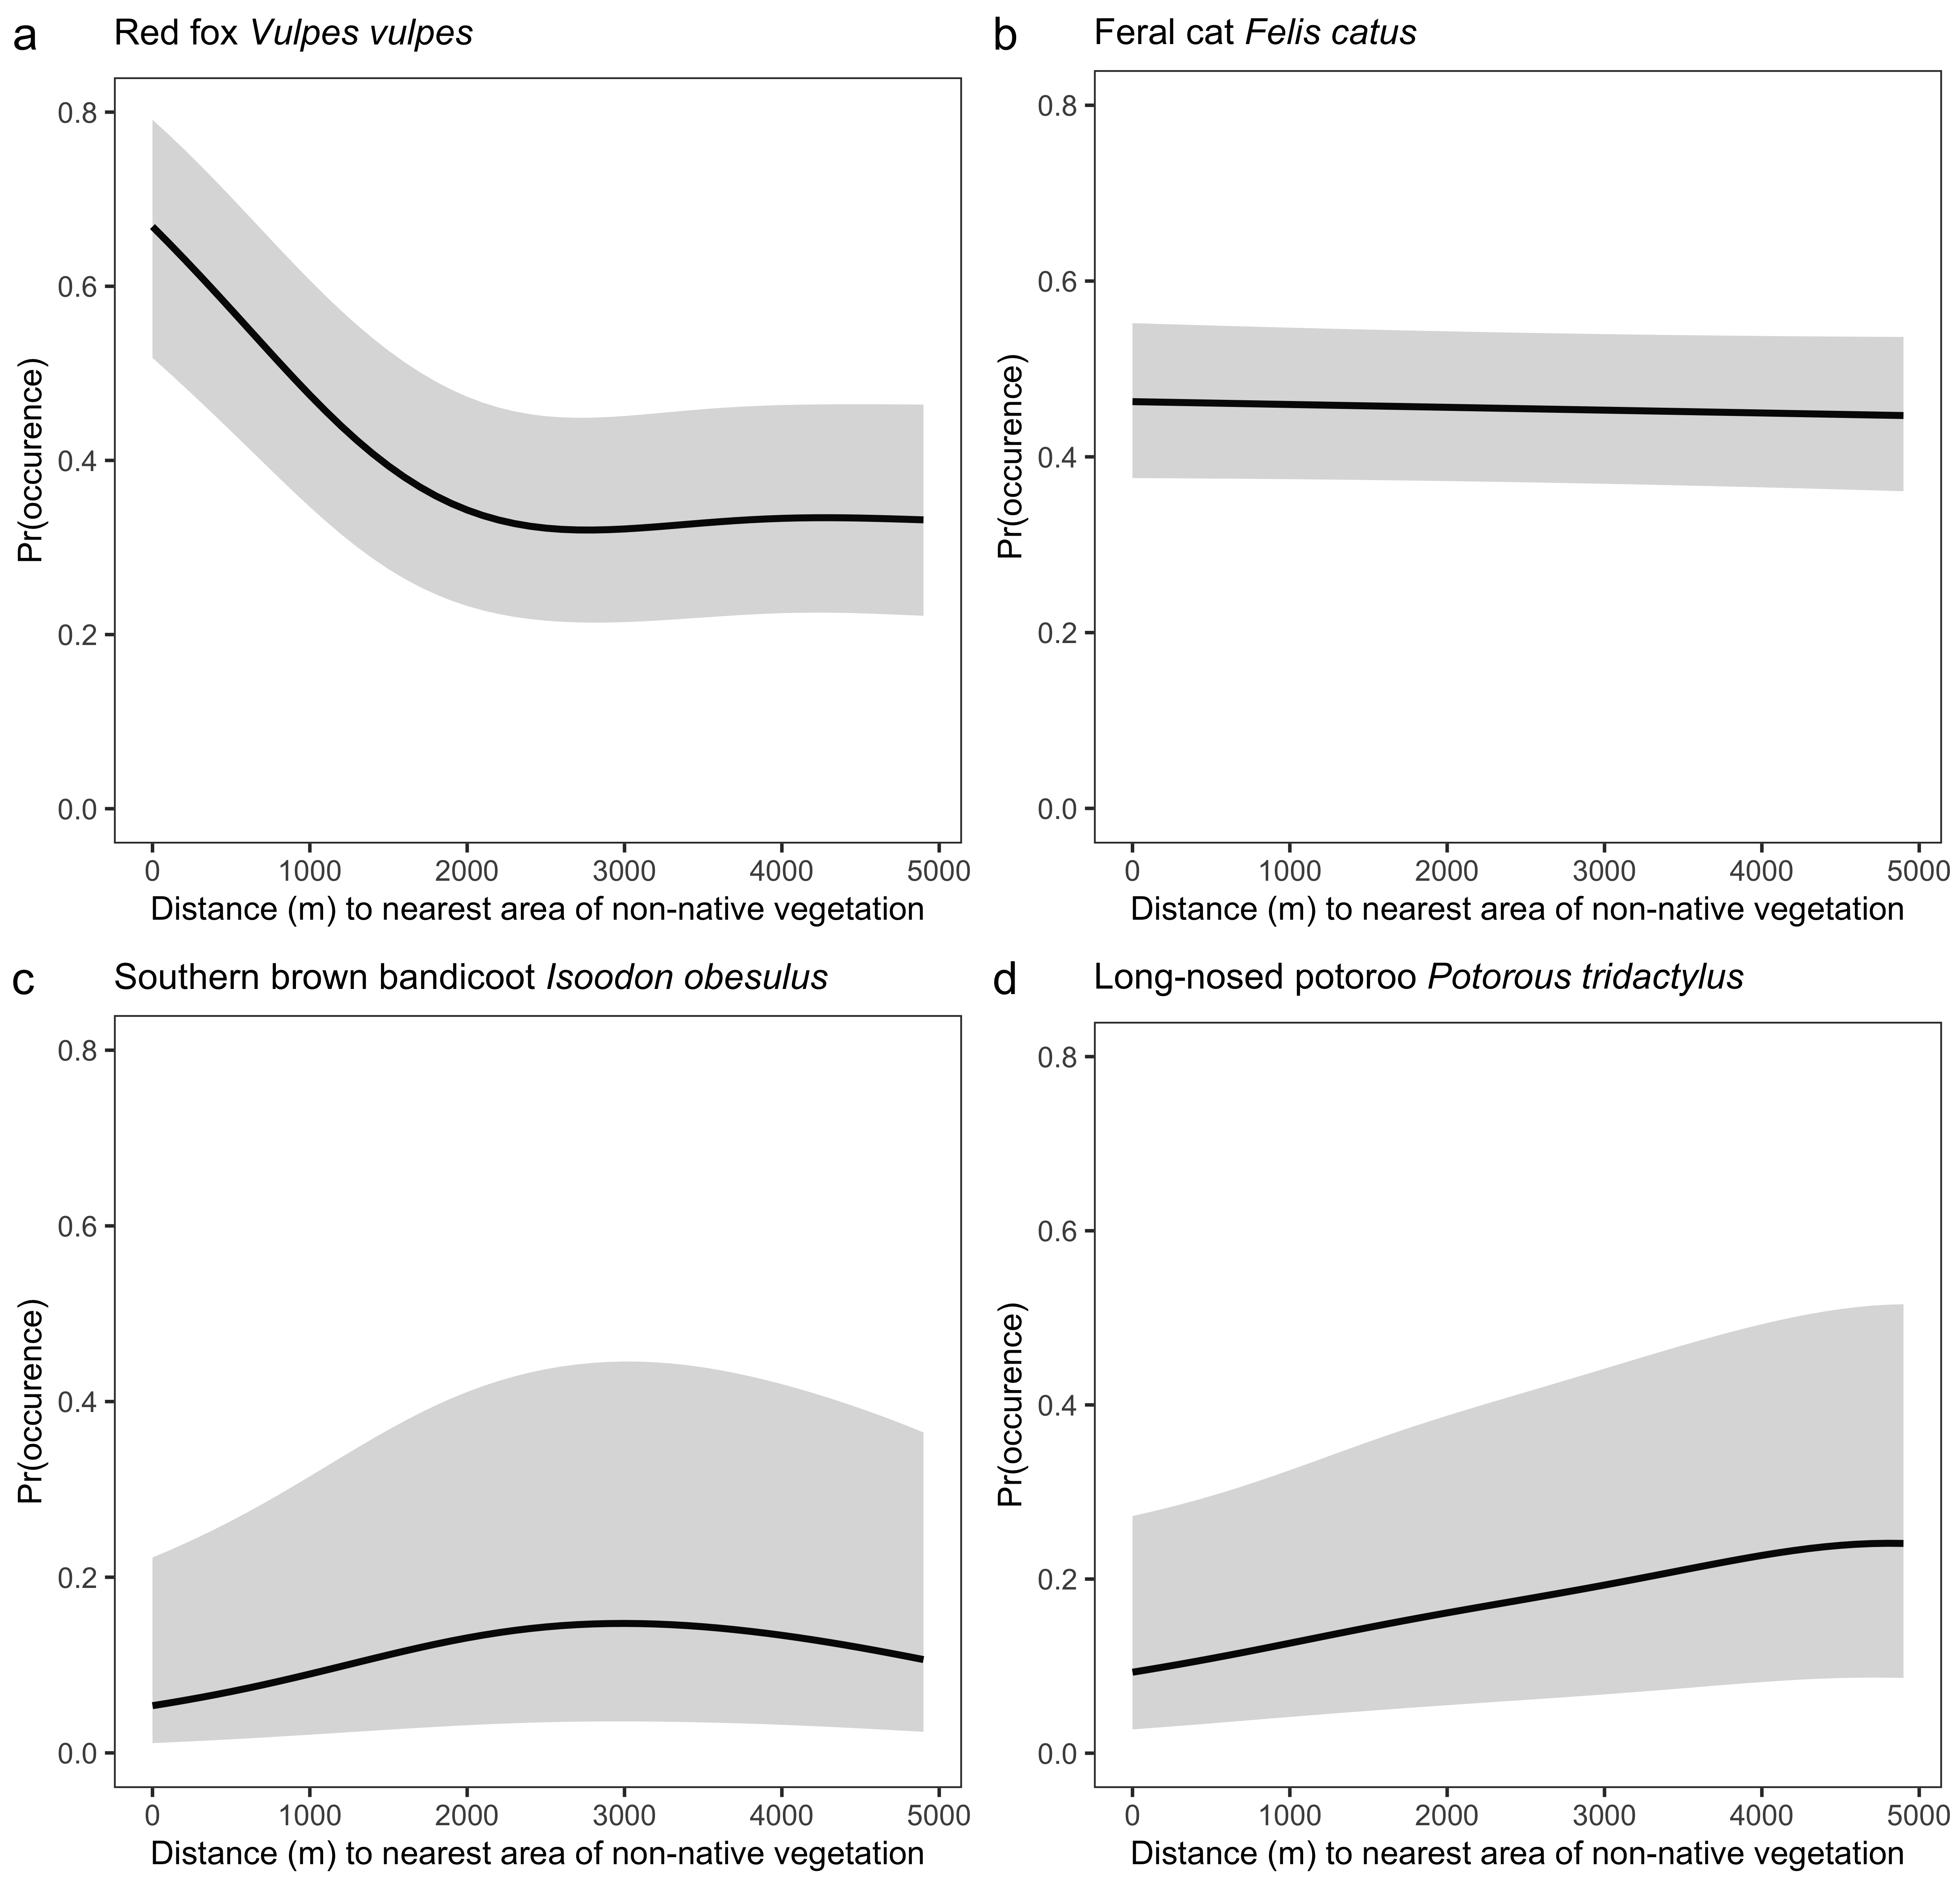 a Red fox Vulpes vulpes
0.8
0.6
0.4
0.2
0.0
Pr(occurence)
0 1000 2000 3000 4000 5000
Distance (m) to nearest area of non-native vegetation
b Feral cat Felis catus
0.8
0.6
0.4
0.2
0.0
Pr(occurence)
0 1000 2000 3000 4000 5000
Distance (m) to nearest area of non-native vegetation
c Southern brown bandicoot Isoodon obesulus
0.8
0.6
0.4
0.2
0.0
Pr(occurence)
0 1000 2000 3000 4000 5000
Distance (m) to nearest area of non-native vegetation
d Long-nosed potoroo Potorous tridactylus
0.8
0.6
0.4
0.2
0.0
Pr(occurence)
0 1000 2000 3000 4000 5000
Distance (m) to nearest area of non-native vegetation